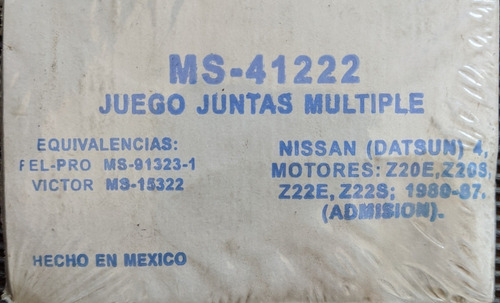 MS-41222
JUEGO JUNTAS MULTIPLE
EQUIVALENCIAS:
FEL-PRO MS-91323-1
VICTOR MS-15322
NISSAN (DATSUN) 4,
MOTORES: Z20E, Z20S,
Z22E, Z22S; 1980-87.
(ADMISION).
HECHO EN MEXICO